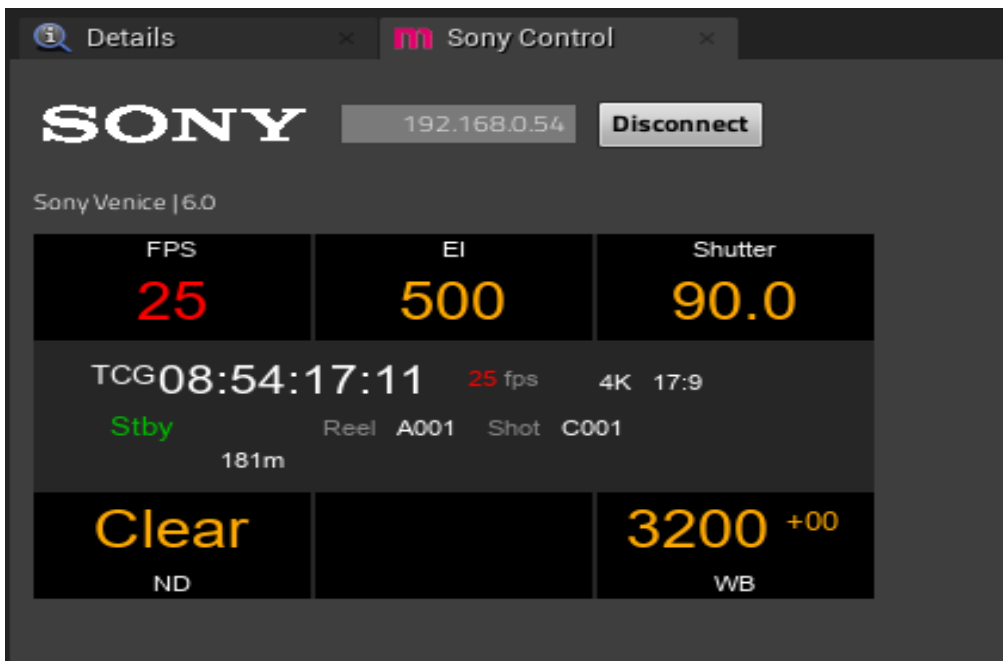 Details × m Sony Control ×
SONY 192.168.0.54 Disconnect
Sony Venice | 6.0
FPS EI Shutter
25 500 90.0
TCG 08:54:17:11 25 fps 4K 17:9
Stby Reel A001 Shot C001
181m
Clear 3200 +00
ND WB